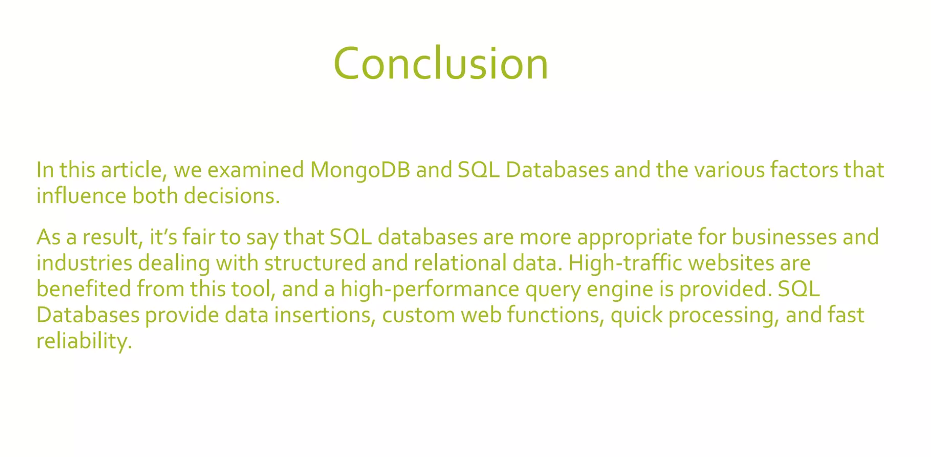 Conclusion
In this article, we examined MongoDB and SQL Databases and the various factors that
influence both decisions.
As a result, it’s fair to say that SQL databases are more appropriate for businesses and
industries dealing with structured and relational data. High-traffic websites are
benefited from this tool, and a high-performance query engine is provided. SQL
Databases provide data insertions, custom web functions, quick processing, and fast
reliability.